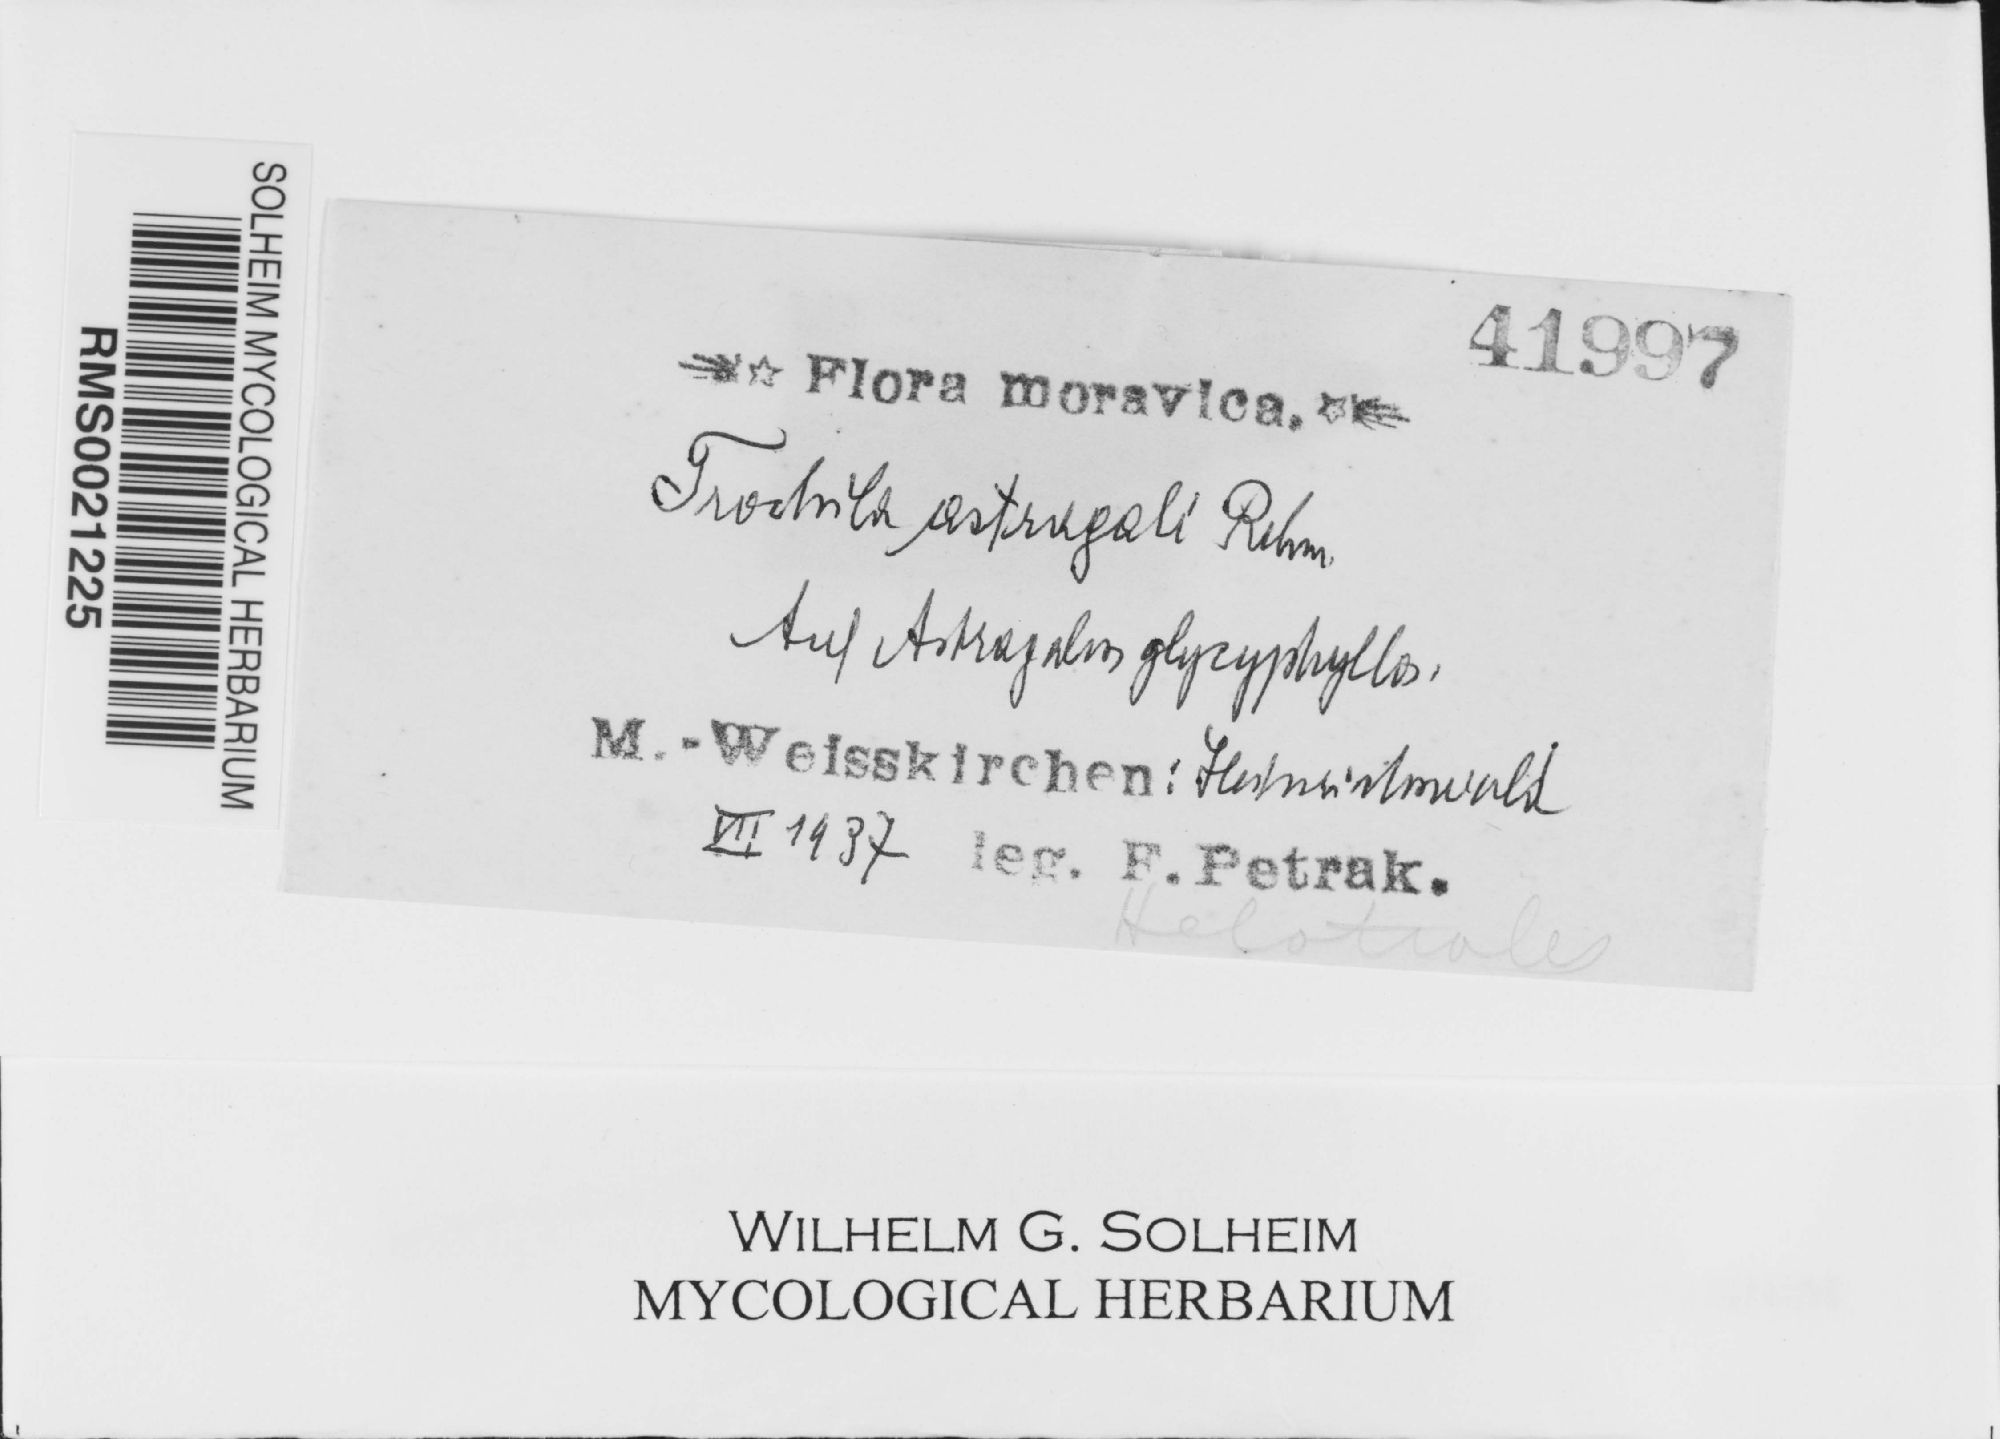 SOLHEIM MYCOLOGICAL HERBARIUM
RMS0021225
41997
Flora moravica.
Trochila astragali Rehm.
Auf Astragalus glycyphyllos.
M.-Weisskirchen:
VII 1937 leg. F. Petrak.
Helotiales
WILHELM G. SOLHEIM
MYCOLOGICAL HERBARIUM